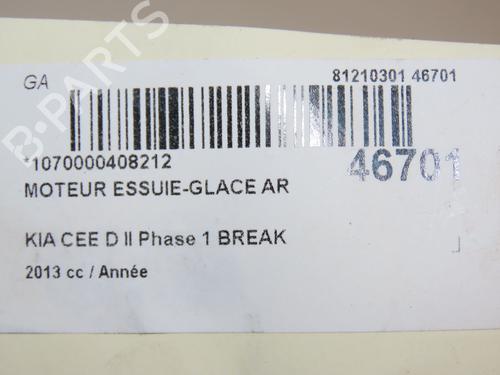 GA
81210301 46701
*1070000408212
46701
MOTEUR ESSUIE-GLACE AR
KIA CEE D II Phase 1 BREAK
2013 cc / Année
B-PARTS